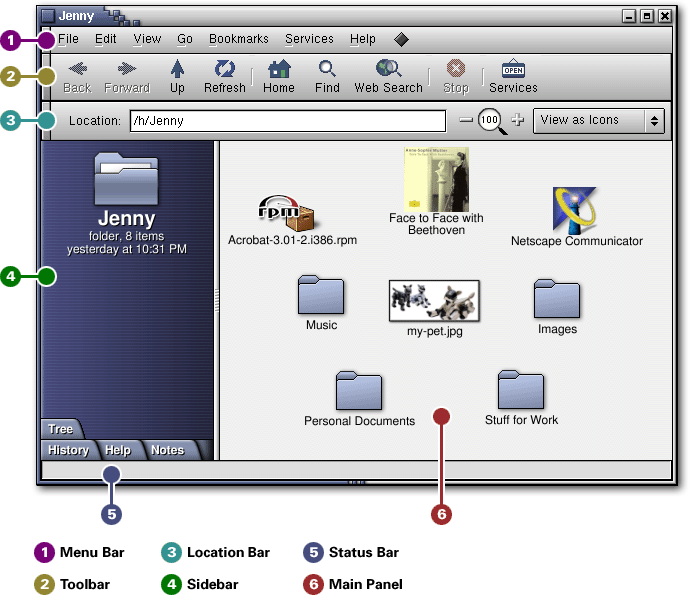 Jenny
1 File Edit View Go Bookmarks Services Help
2 Back Forward Up Refresh Home Find Web Search Stop OPEN Services
3 Location: /h/Jenny 100 View as Icons
Jenny
folder, 8 items
yesterday at 10:31 PM
rpm
Acrobat-3.01-2.i386.rpm
Face to Face with
Beethoven
Netscape Communicator
4
Music
my-pet.jpg
Images
Personal Documents
Stuff for Work
Tree
History Help Notes
5
6
1 Menu Bar 3 Location Bar 5 Status Bar
2 Toolbar 4 Sidebar 6 Main Panel